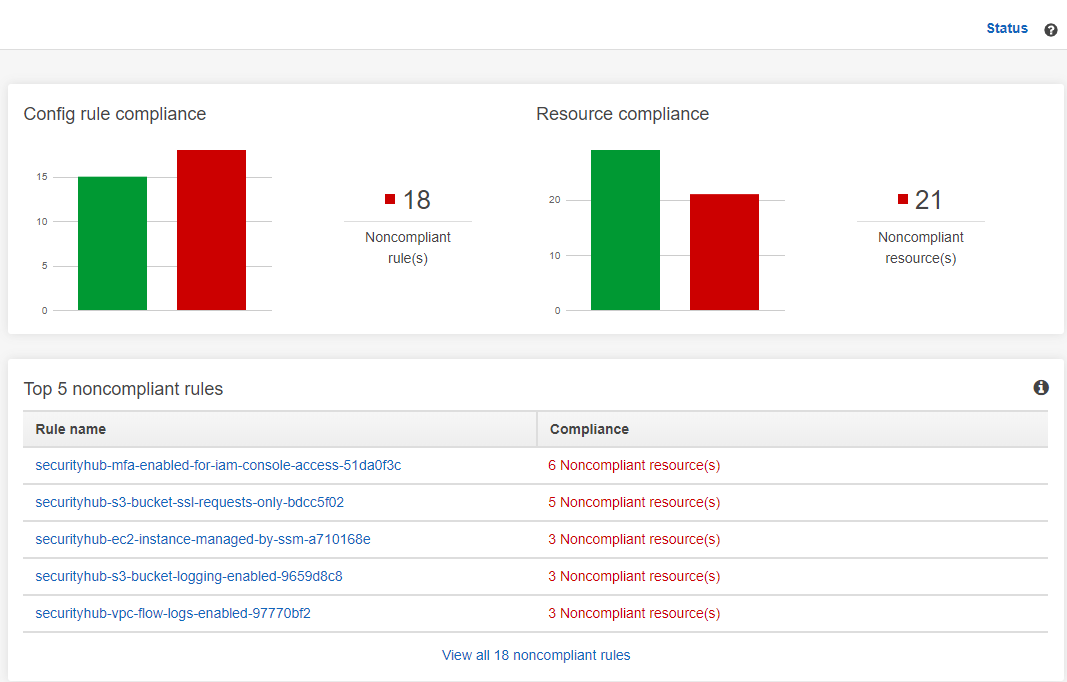 Status
Config rule compliance
Resource compliance
15
10
5
0
18
Noncompliant
rule(s)
20
10
0
21
Noncompliant
resource(s)
Top 5 noncompliant rules
Rule name Compliance
securityhub-mfa-enabled-for-iam-console-access-51da0f3c 6 Noncompliant resource(s)
securityhub-s3-bucket-ssl-requests-only-bdcc5f02 5 Noncompliant resource(s)
securityhub-ec2-instance-managed-by-ssm-a710168e 3 Noncompliant resource(s)
securityhub-s3-bucket-logging-enabled-9659d8c8 3 Noncompliant resource(s)
securityhub-vpc-flow-logs-enabled-97770bf2 3 Noncompliant resource(s)
View all 18 noncompliant rules